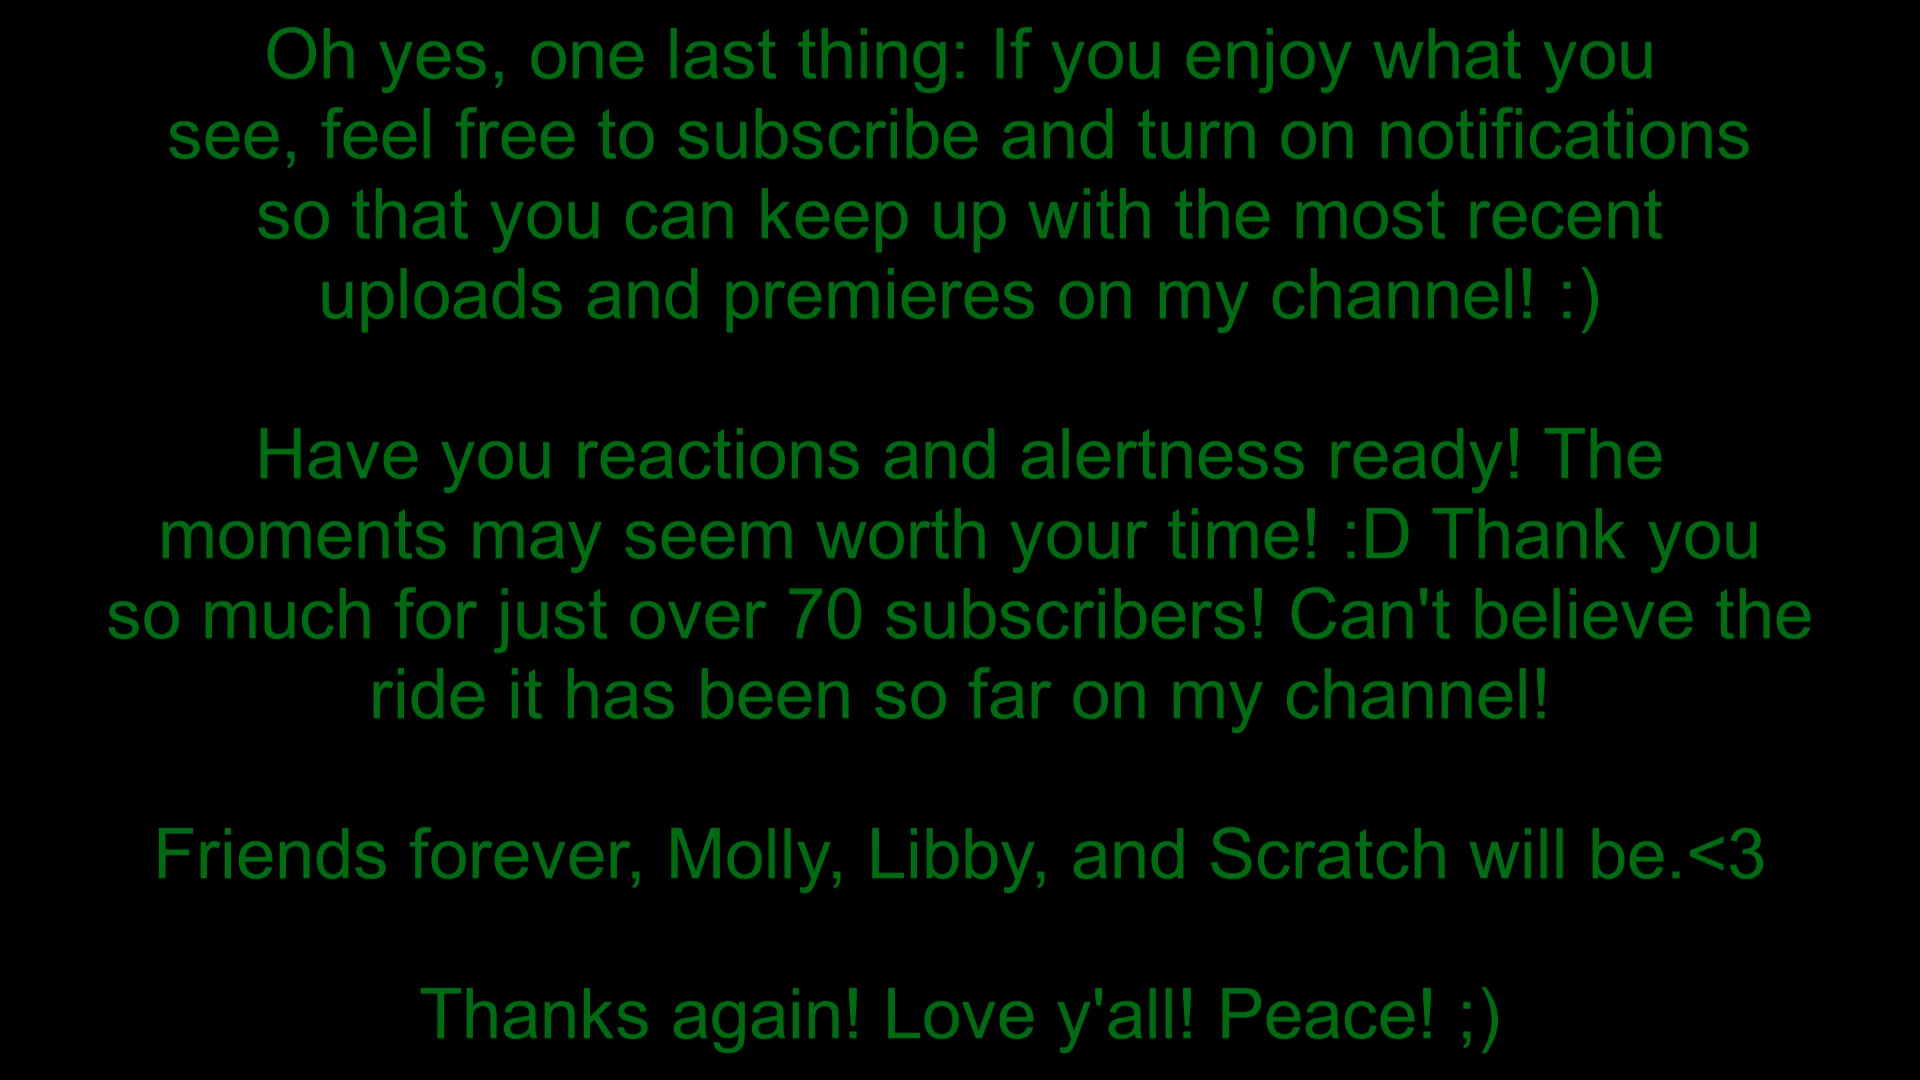 Oh yes, one last thing: If you enjoy what you
see, feel free to subscribe and turn on notifications
so that you can keep up with the most recent
uploads and premieres on my channel! :)
Have you reactions and alertness ready! The
moments may seem worth your time! :D Thank you
so much for just over 70 subscribers! Can't believe the
ride it has been so far on my channel!
Friends forever, Molly, Libby, and Scratch will be.<3
Thanks again! Love y'all! Peace! ;)